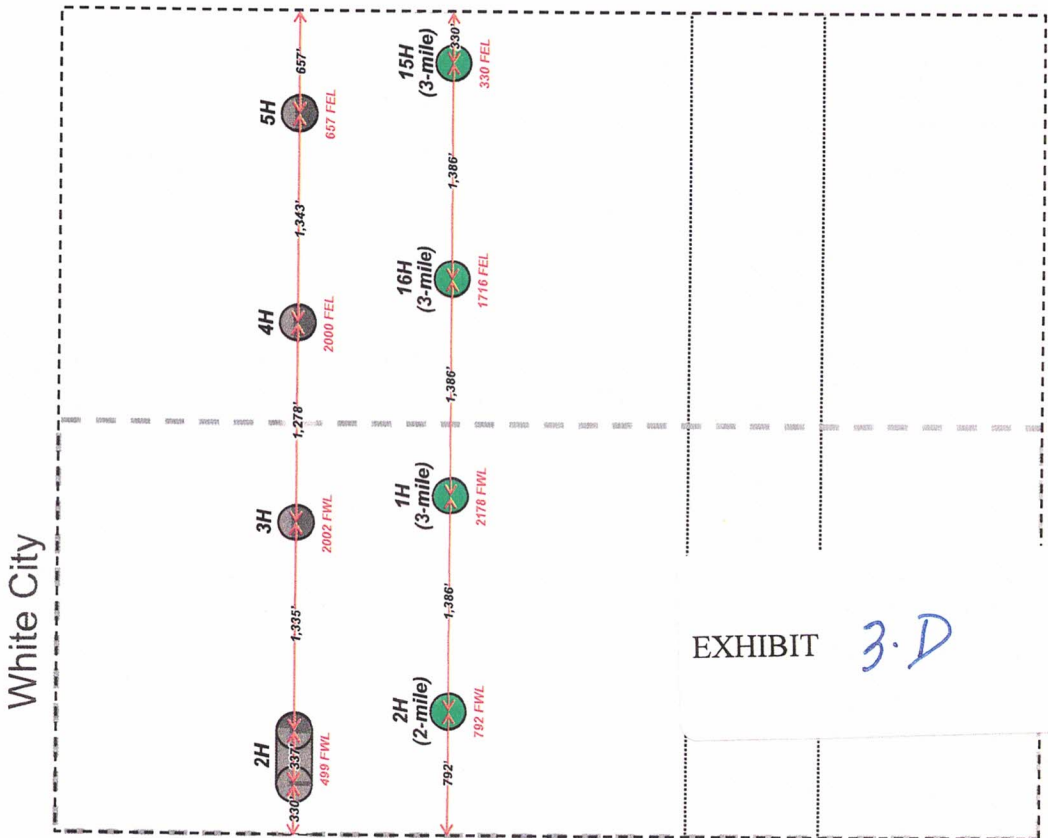 White City
2H
330'
337'
499 FWL
1,335'
3H
2002 FWL
1,278'
4H
2000 FEL
1,343'
5H
657 FEL
657'
792'
2H
(2-mile)
792 FWL
1,386'
1H
(3-mile)
2178 FWL
1,386'
16H
(3-mile)
1716 FEL
1,386'
15H
(3-mile)
330 FEL
330'
EXHIBIT 3.D